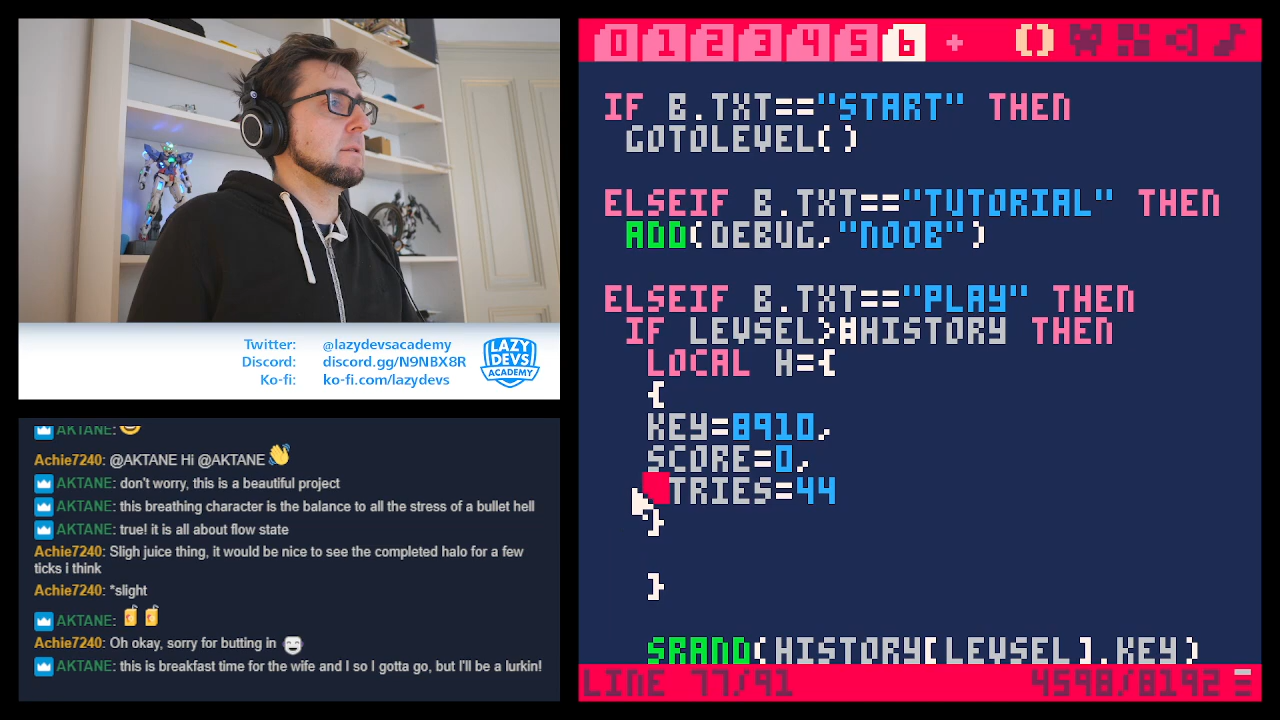 Twitter: @lazydevsacademy
Discord: discord.gg/N9NBX8R
Ko-fi: ko-fi.com/lazydevs
LAZY
DEVS
ACADEMY
AKTANE:
Achie7240: @AKTANE Hi @AKTANE
AKTANE: don't worry, this is a beautiful project
AKTANE: this breathing character is the balance to all the stress of a bullet hell
AKTANE: true! it is all about flow state
Achie7240: Sligh juice thing, it would be nice to see the completed halo for a few
ticks i think
Achie7240: *slight
AKTANE:
Achie7240: Oh okay, sorry for butting in
AKTANE: this is breakfast time for the wife and I so I gotta go, but I'll be a lurkin!
0 1 2 3 4 5 6 +
IF B.TXT=="START" THEN
GOTOLEVEL()
ELSEIF B.TXT=="TUTORIAL" THEN
ADD(DEBUG,"NOOB")
ELSEIF B.TXT=="PLAY" THEN
IF LEVSEL>#HISTORY THEN
LOCAL H={
{
KEY=8910,
SCORE=0,
TRIES=44
}
}
SRAND(HISTORY[LEVSEL].KEY)
LINE 77/91
4598/8192